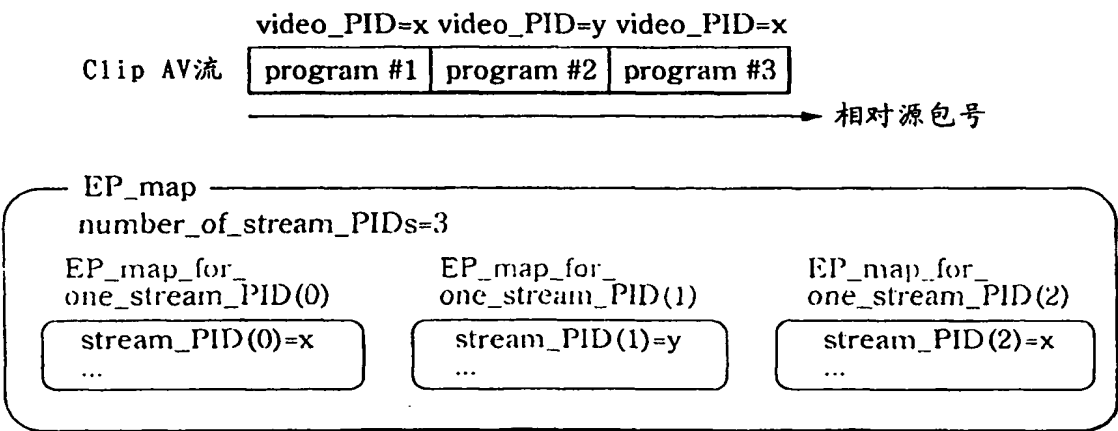 video_PID=x video_PID=y video_PID=x
Clip AV流 program #1 program #2 program #3
相对源包号
EP_map
number_of_stream_PIDs=3
EP_map_for_ EP_map_for_ EP_map_for_
one_stream_PID(0) one_stream_PID(1) one_stream_PID(2)
stream_PID(0)=x stream_PID(1)=y stream_PID(2)=x
... ... ...